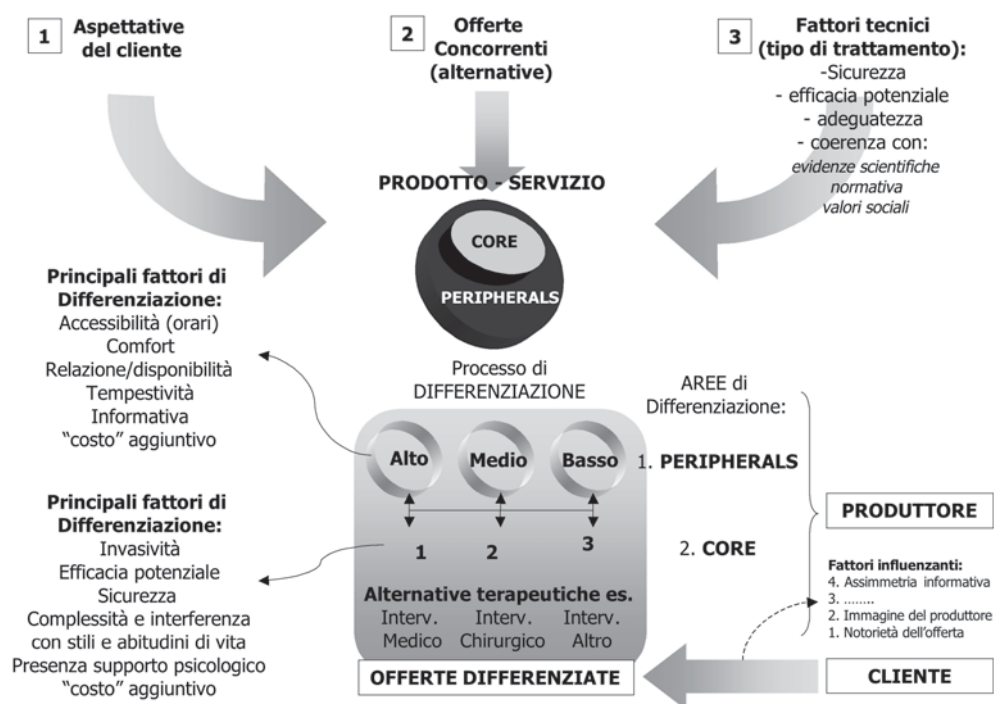 1 Aspettative
del cliente
2 Offerte
Concorrenti
(alternative)
3 Fattori tecnici
(tipo di trattamento):
-Sicurezza
- efficacia potenziale
- adeguatezza
- coerenza con:
evidenze scientifiche
normativa
valori sociali
PRODOTTO - SERVIZIO
CORE
PERIPHERALS
Principali fattori di
Differenziazione:
Accessibilità (orari)
Comfort
Relazione/disponibilità
Tempestività
Informativa
“costo” aggiuntivo
Processo di
DIFFERENZIAZIONE
AREE di
Differenziazione:
Alto Medio Basso
1. PERIPHERALS
1 2 3
2. CORE
Principali fattori di
Differenziazione:
Invasività
Efficacia potenziale
Sicurezza
Complessità e interferenza
con stili e abitudini di vita
Presenza supporto psicologico
“costo” aggiuntivo
Alternative terapeutiche es.
Interv. Interv. Interv.
Medico Chirurgico Altro
OFFERTE DIFFERENZIATE
PRODUTTORE
Fattori influenzanti:
4. Assimmetria informativa
3. ........
2. Immagine del produttore
1. Notorietà dell’offerta
CLIENTE